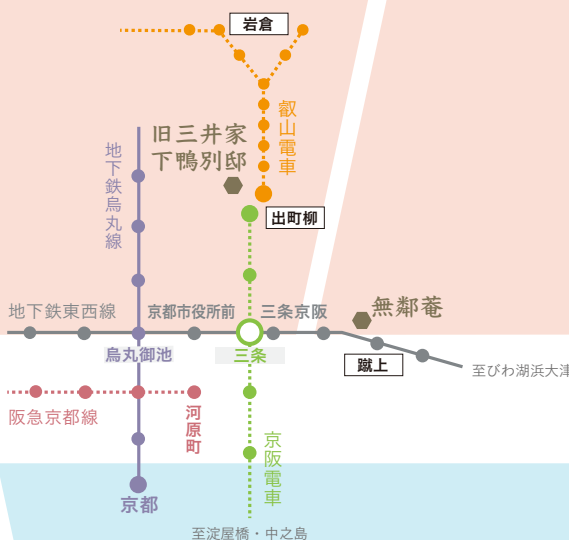 岩倉
叡山電車
旧三井家
下鴨別邸
地下鉄烏丸線
出町柳
地下鉄東西線
京都市役所前
三条京阪
無鄰菴
烏丸御池
三条
蹴上
至びわ湖浜大津
阪急京都線
河原町
京阪電車
京都
至淀屋橋・中之島